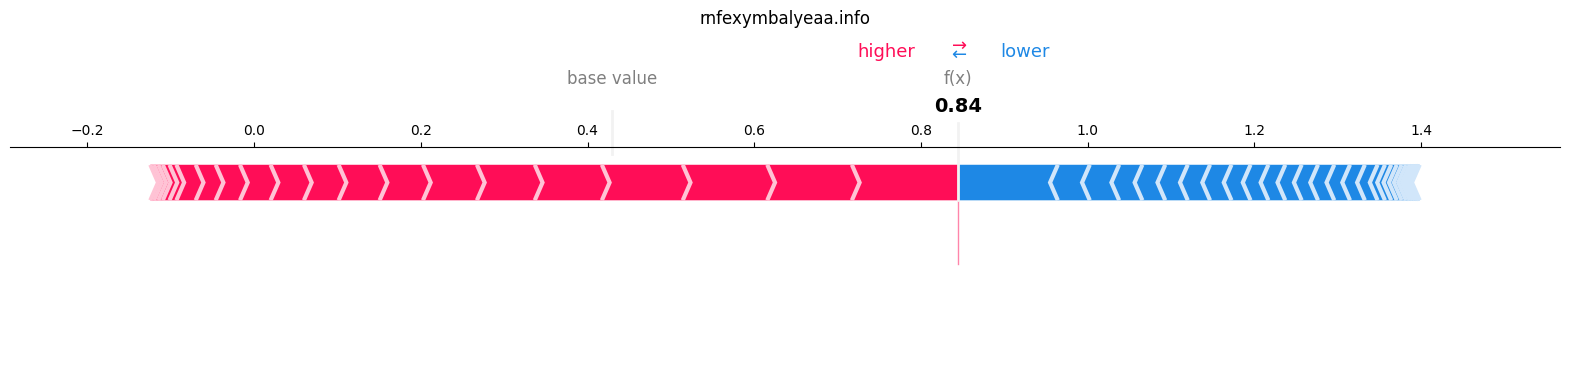 rnfexymbalyeaa.info
higher ⇄ lower
base value f(x)
0.84
−0.2 0.0 0.2 0.4 0.6 0.8 1.0 1.2 1.4